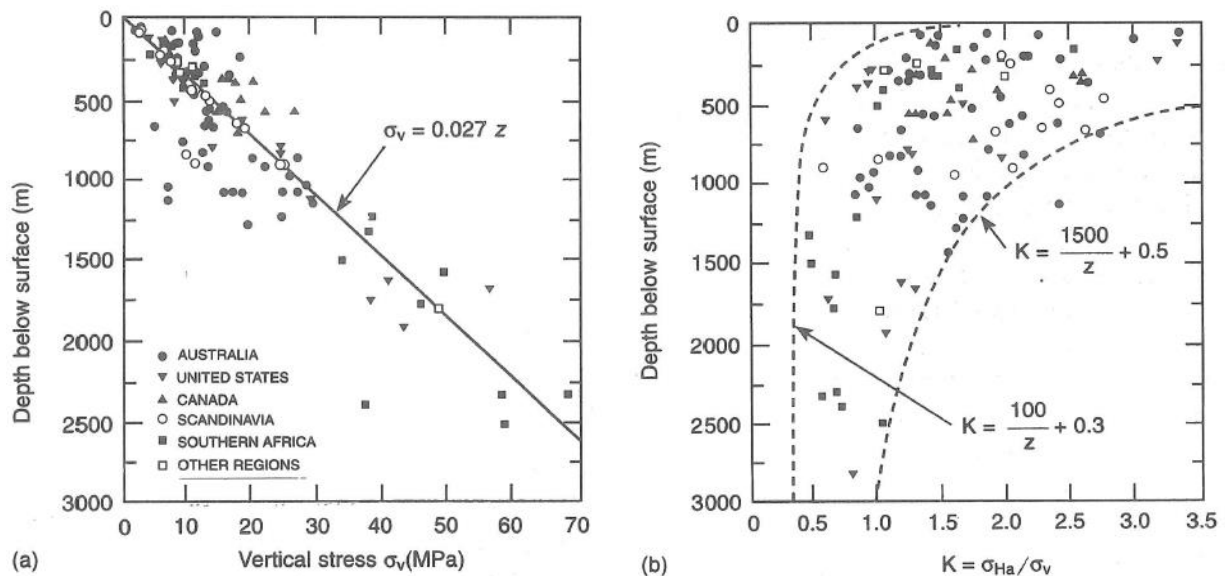 0
500
1000
1500
2000
2500
3000
Depth below surface (m)
σv = 0.027 z
AUSTRALIA
UNITED STATES
CANADA
SCANDINAVIA
SOUTHERN AFRICA
OTHER REGIONS
0 10 20 30 40 50 60 70
(a)
Vertical stress σv(MPa)
0
500
1000
1500
2000
2500
3000
Depth below surface (m)
K = 1500/z + 0.5
K = 100/z + 0.3
0 0.5 1.0 1.5 2.0 2.5 3.0 3.5
(b)
K = σHa/σv